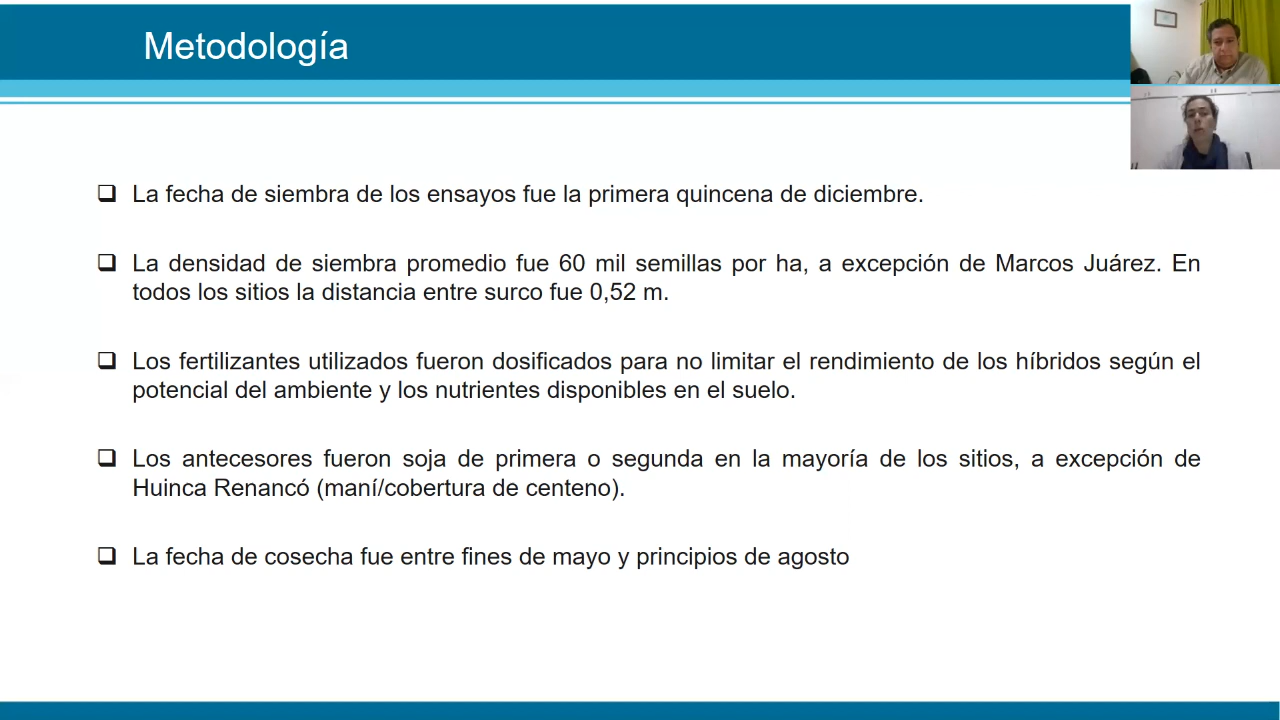 Metodología
❑ La fecha de siembra de los ensayos fue la primera quincena de diciembre.
❑ La densidad de siembra promedio fue 60 mil semillas por ha, a excepción de Marcos Juárez. En
todos los sitios la distancia entre surco fue 0,52 m.
❑ Los fertilizantes utilizados fueron dosificados para no limitar el rendimiento de los híbridos según el
potencial del ambiente y los nutrientes disponibles en el suelo.
❑ Los antecesores fueron soja de primera o segunda en la mayoría de los sitios, a excepción de
Huinca Renancó (maní/cobertura de centeno).
❑ La fecha de cosecha fue entre fines de mayo y principios de agosto